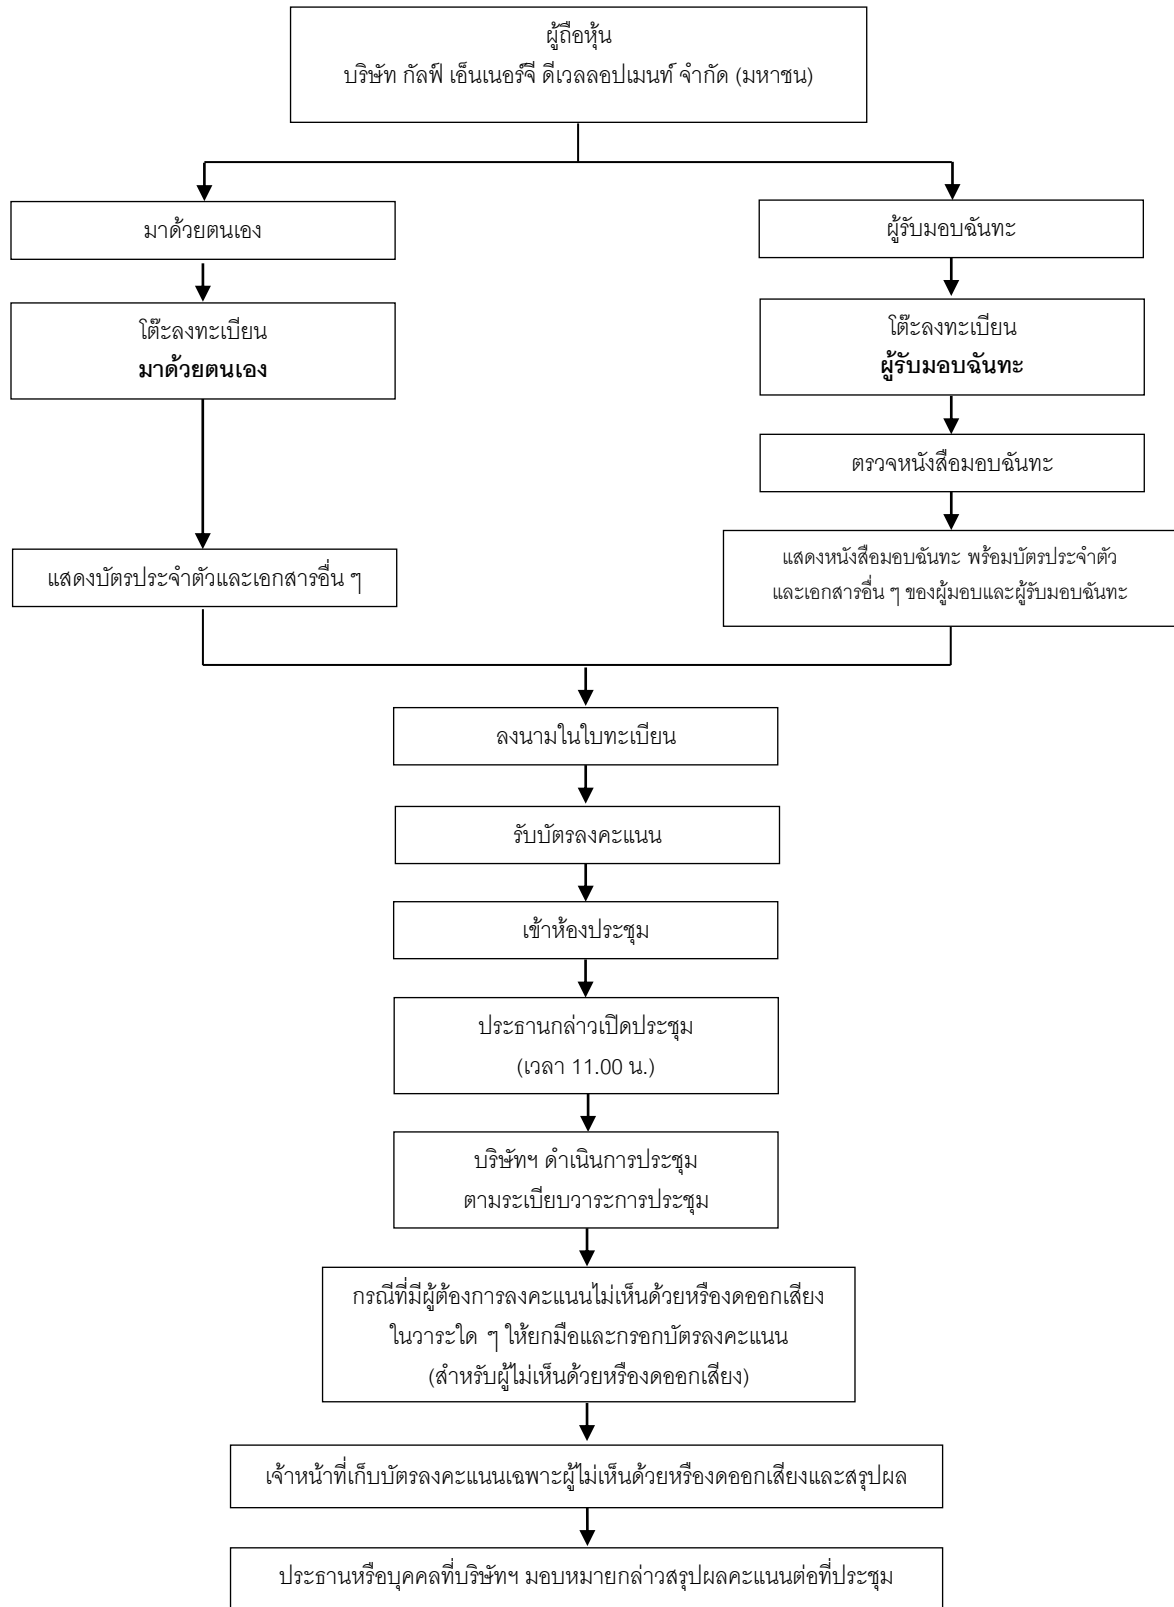 ผู้ถือหุ้น
บริษัท กัลฟ์ เอ็นเนอร์จี ดีเวลลอปเมนท์ จำกัด (มหาชน)
มาด้วยตนเอง
ผู้รับมอบฉันทะ
โต๊ะลงทะเบียน
มาด้วยตนเอง
โต๊ะลงทะเบียน
ผู้รับมอบฉันทะ
ตรวจหนังสือมอบฉันทะ
แสดงบัตรประจำตัวและเอกสารอื่น ๆ
แสดงหนังสือมอบฉันทะ พร้อมบัตรประจำตัว
และเอกสารอื่น ๆ ของผู้มอบและผู้รับมอบฉันทะ
ลงนามในใบทะเบียน
รับบัตรลงคะแนน
เข้าห้องประชุม
ประธานกล่าวเปิดประชุม
(เวลา 11.00 น.)
บริษัทฯ ดำเนินการประชุม
ตามระเบียบวาระการประชุม
กรณีที่มีผู้ต้องการลงคะแนนไม่เห็นด้วยหรืองดออกเสียง
ในวาระใด ๆ ให้ยกมือและกรอกบัตรลงคะแนน
(สำหรับผู้ไม่เห็นด้วยหรืองดออกเสียง)
เจ้าหน้าที่เก็บบัตรลงคะแนนเฉพาะผู้ไม่เห็นด้วยหรืองดออกเสียงและสรุปผล
ประธานหรือบุคคลที่บริษัทฯ มอบหมายกล่าวสรุปผลคะแนนต่อที่ประชุม